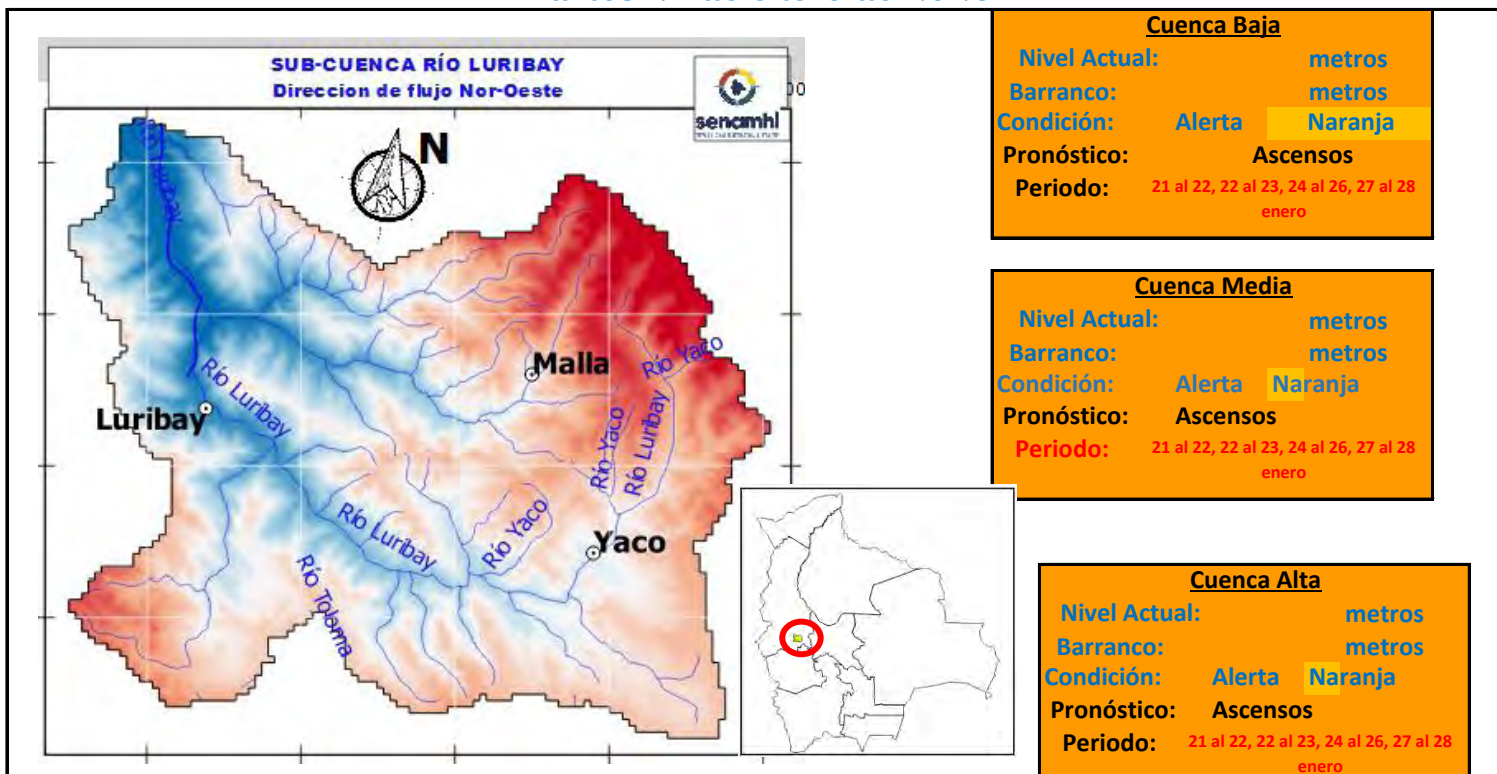 SUB-CUENCA RÍO LURIBAY
Direccion de flujo Nor-Oeste
senamhi
00
N
Río Luribay
Malla
Río Yaco
Luribay
Río Luribay
Río Yaco
Río Luribay
Río Luribay
Río Yaco
Yaco
Río Tolama
Cuenca Baja
Nivel Actual: metros
Barranco: metros
Condición: Alerta Naranja
Pronóstico: Ascensos
Periodo: 21 al 22, 22 al 23, 24 al 26, 27 al 28
enero
Cuenca Media
Nivel Actual: metros
Barranco: metros
Condición: Alerta Naranja
Pronóstico: Ascensos
Periodo: 21 al 22, 22 al 23, 24 al 26, 27 al 28
enero
Cuenca Alta
Nivel Actual: metros
Barranco: metros
Condición: Alerta Naranja
Pronóstico: Ascensos
Periodo: 21 al 22, 22 al 23, 24 al 26, 27 al 28
enero